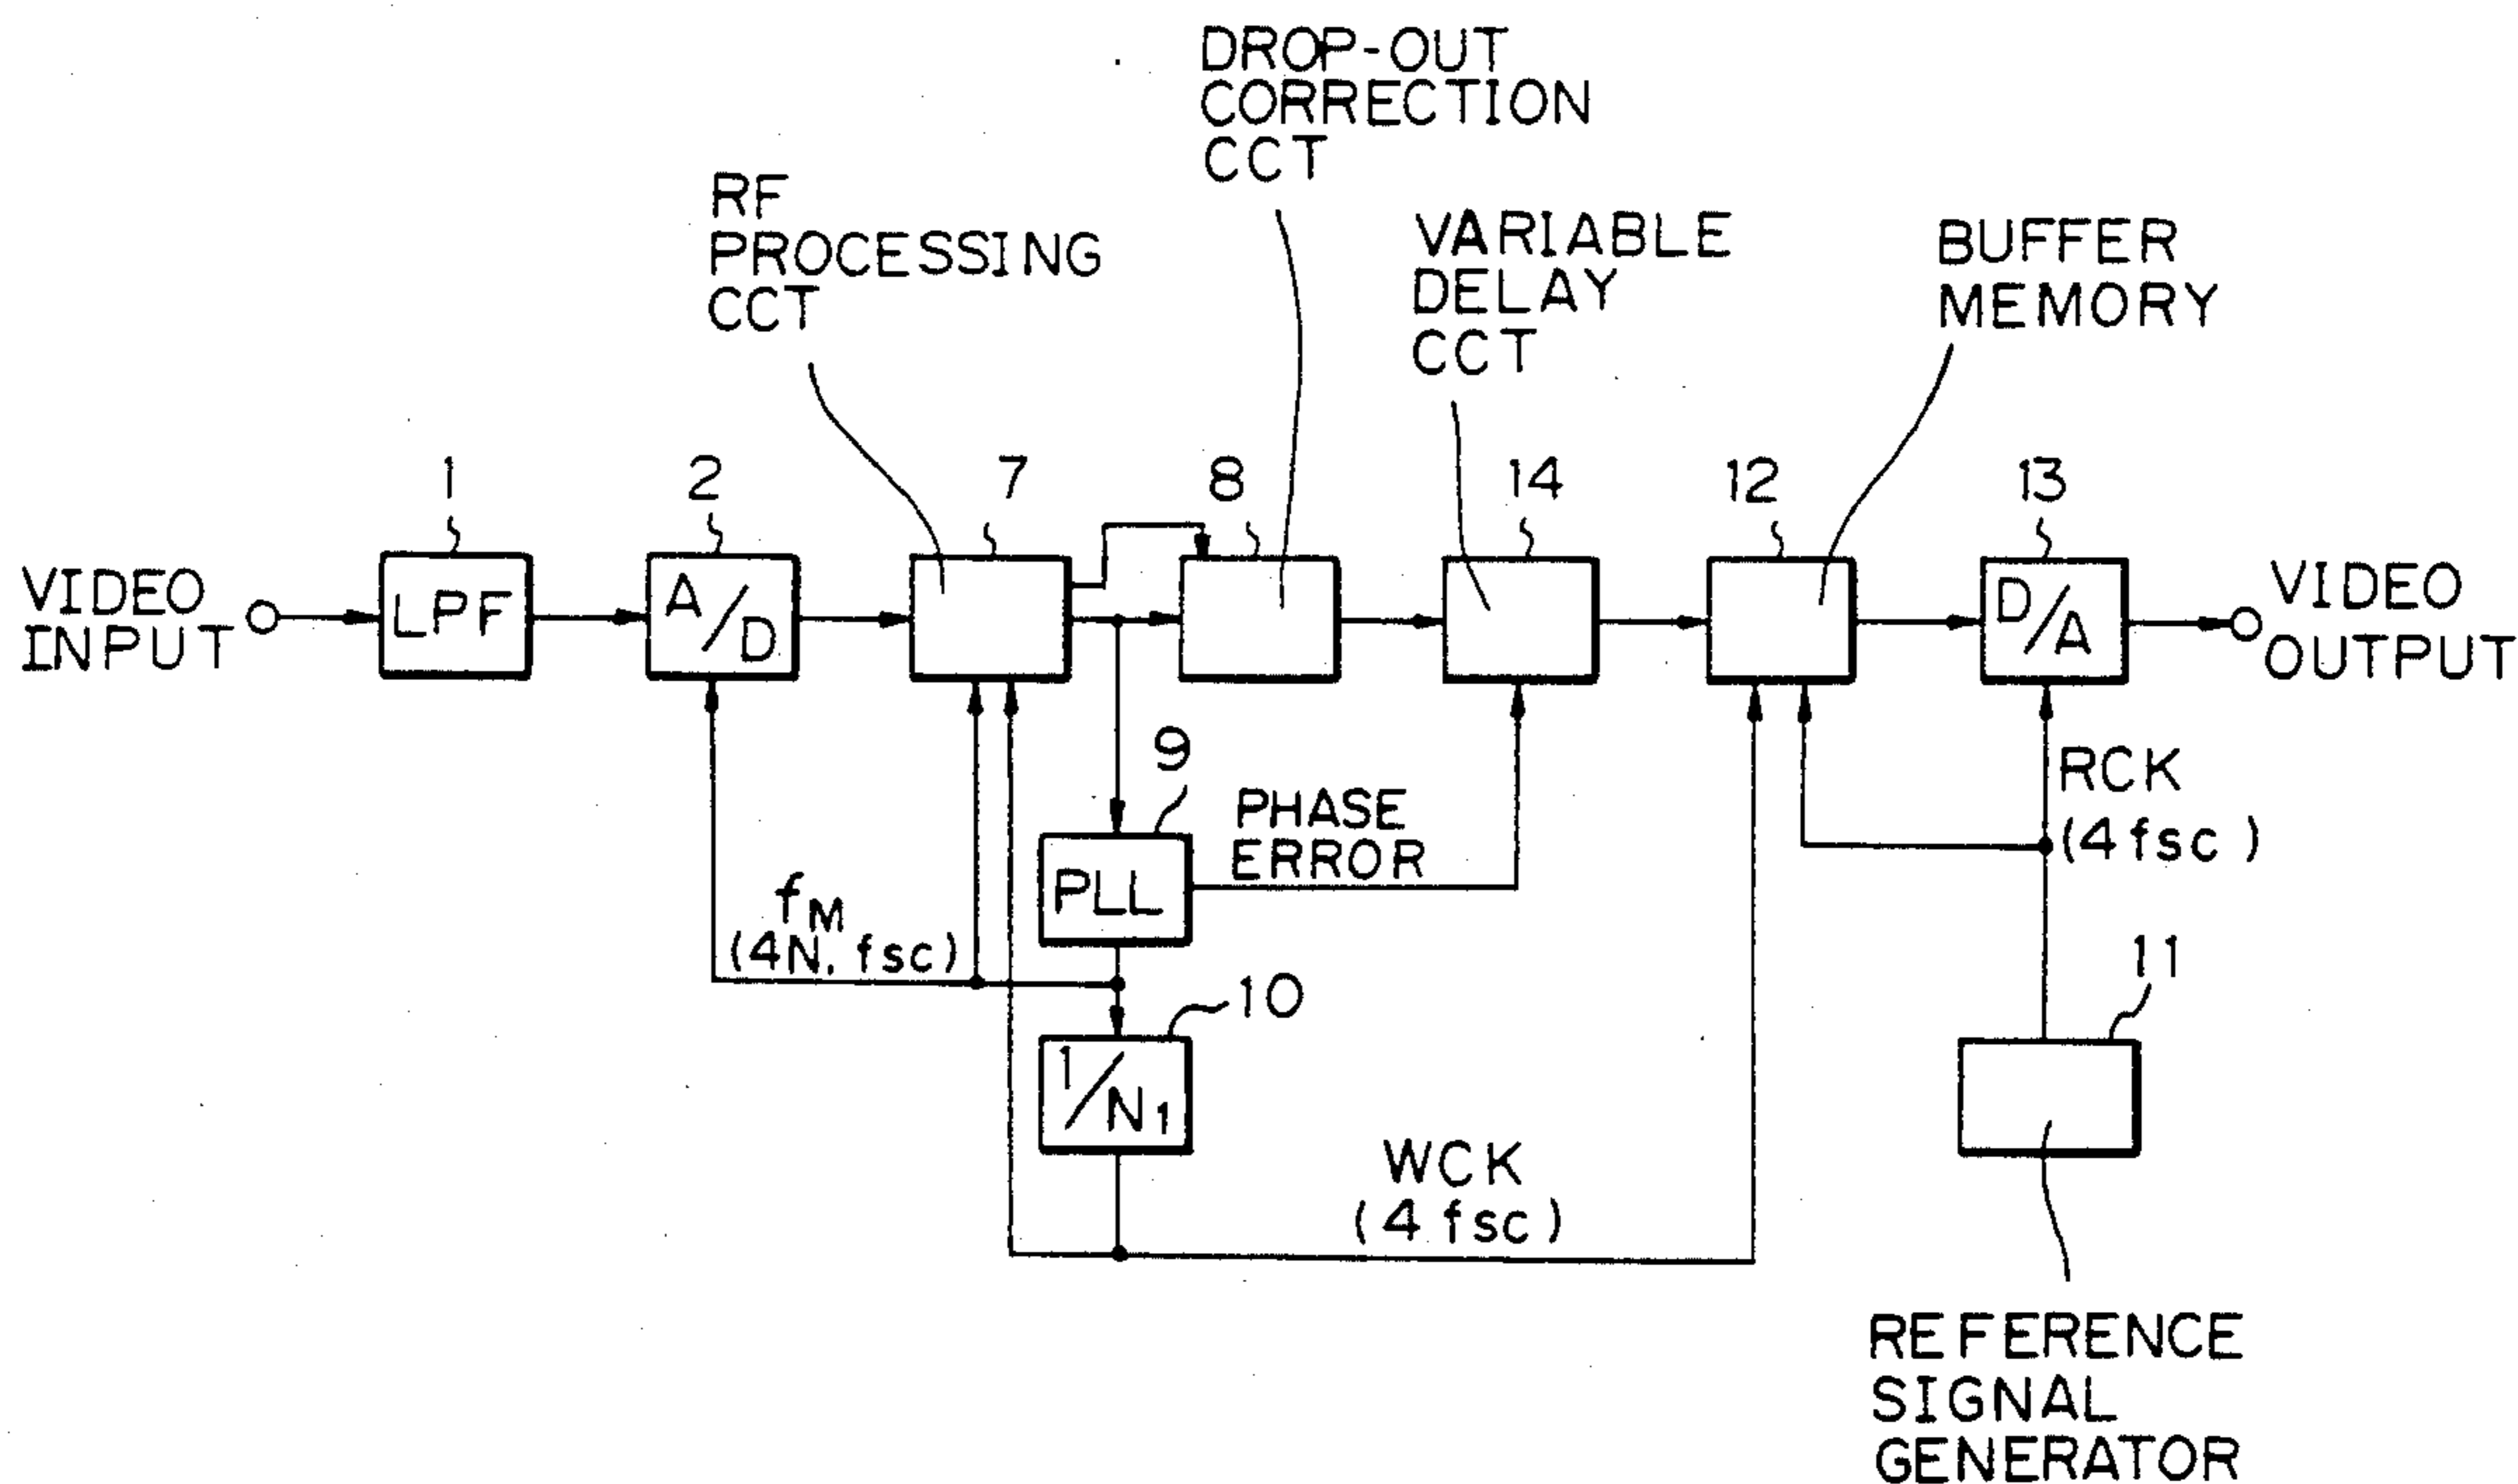 DROP-OUT
CORRECTION
CCT
RF
PROCESSING
CCT
VARIABLE
DELAY
CCT
BUFFER
MEMORY
1
2
7
8
14
12
13
VIDEO
INPUT
LPF
A/D
D/A
VIDEO
OUTPUT
9
PHASE
ERROR
PLL
RCK
(4fsc)
fM
(4N. fsc)
10
1/N1
11
WCK
(4 fsc)
REFERENCE
SIGNAL
GENERATOR